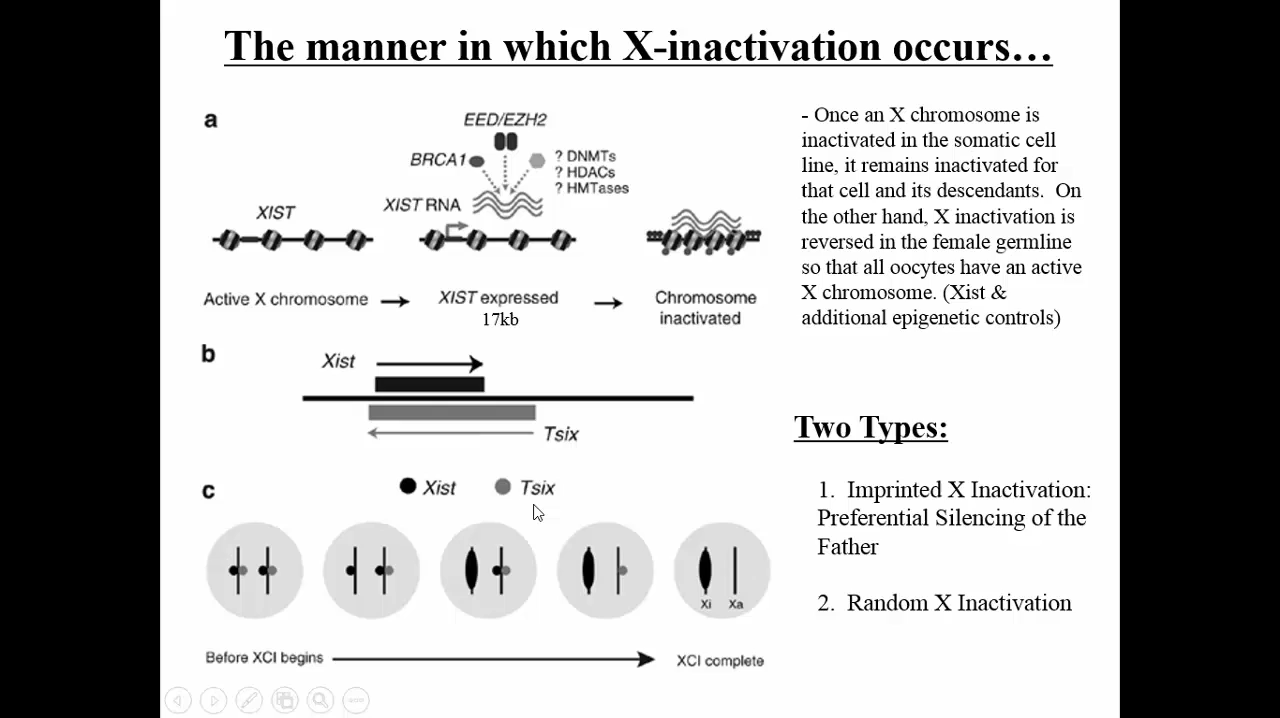 The manner in which X-inactivation occurs…
a
EED/EZH2
BRCA1
? DNMTs
? HDACs
? HMTases
XIST
XIST RNA
Active X chromosome
XIST expressed
17kb
Chromosome
inactivated
- Once an X chromosome is
inactivated in the somatic cell
line, it remains inactivated for
that cell and its descendants. On
the other hand, X inactivation is
reversed in the female germline
so that all oocytes have an active
X chromosome. (Xist &
additional epigenetic controls)
b
Xist
Tsix
Two Types:
1. Imprinted X Inactivation:
Preferential Silencing of the
Father
2. Random X Inactivation
c
Xist
Tsix
Xi
Xa
Before XCI begins
XCI complete